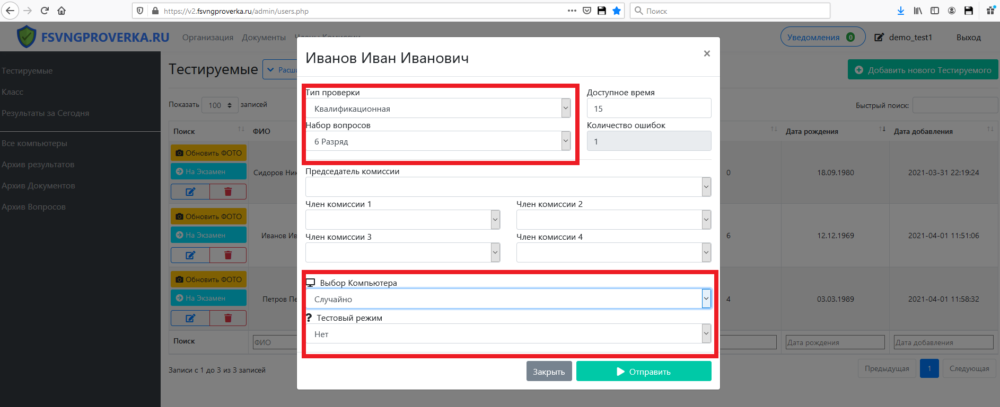 https://v2.fsvngproverka.ru/admin/users.php
Поиск
FSVNGPROVERKA.RU
Организация
Документы
Члены Комиссии
Уведомления 0
demo_test1
Выход
Тестируемые
Класс
Результаты за Сегодня
Все компьютеры
Архив результатов
Архив Документов
Архив Вопросов
Тестируемые
Расши
Добавить нового Тестируемого
Показать 100 записей
Быстрый поиск:
Поиск
ФИО
Дата рождения
Дата добавления
Обновить ФОТО
На Экзамен
Сидоров Ник
0
18.09.1980
2021-03-31 22:19:24
Обновить ФОТО
На Экзамен
Иванов Ив
6
12.12.1969
2021-04-01 11:51:06
Обновить ФОТО
На Экзамен
Петров Пе
4
03.03.1989
2021-04-01 11:58:32
Поиск
ФИО
Дата рождения
Дата добавления
Записи с 1 до 3 из 3 записей
Предыдущая
1
Следующая
Иванов Иван Иванович
×
Тип проверки
Квалификационная
Доступное время
15
Набор вопросов
6 Разряд
Количество ошибок
1
Председатель комиссии
Член комиссии 1
Член комиссии 2
Член комиссии 3
Член комиссии 4
Выбор Компьютера
Случайно
? Тестовый режим
Нет
Закрыть
Отправить